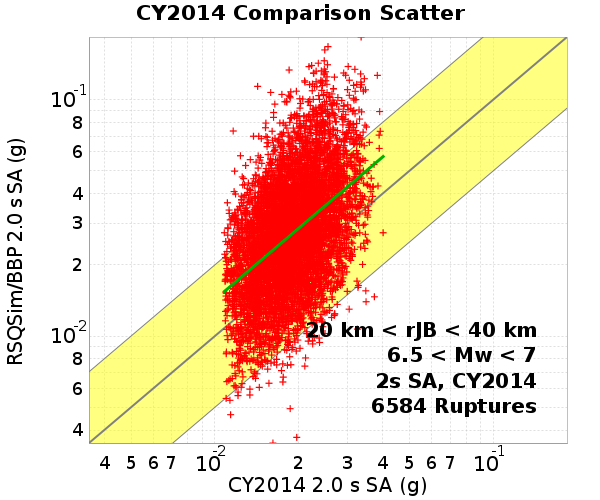 CY2014 Comparison Scatter
RSQSim/BBP 2.0 s SA (g)
10-1
8
6
4
3
2
10-2
8
6
4
20 km < rJB < 40 km
6.5 < Mw < 7
2s SA, CY2014
6584 Ruptures
4 5 6 7 10-2 2 3 4 5 6 7 10-1
CY2014 2.0 s SA (g)